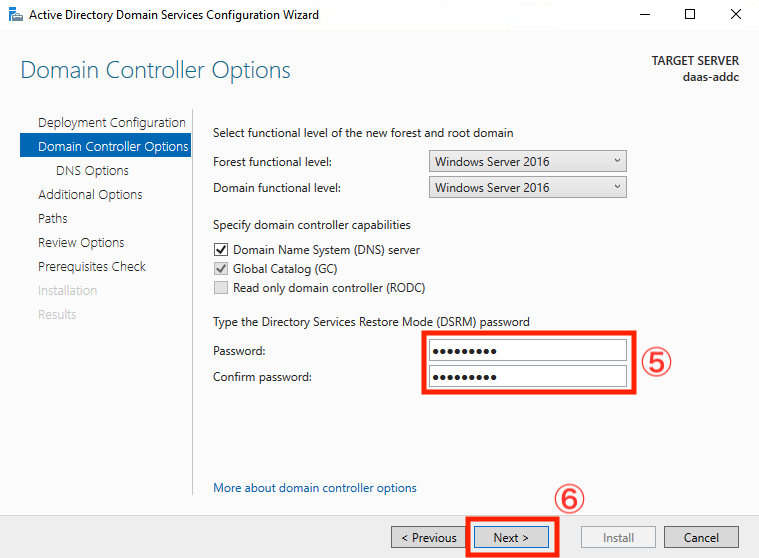 Active Directory Domain Services Configuration Wizard
Domain Controller Options
TARGET SERVER
daas-addc
Deployment Configuration
Domain Controller Options
DNS Options
Additional Options
Paths
Review Options
Prerequisites Check
Installation
Results
Select functional level of the new forest and root domain
Forest functional level: Windows Server 2016
Domain functional level: Windows Server 2016
Specify domain controller capabilities
Domain Name System (DNS) server
Global Catalog (GC)
Read only domain controller (RODC)
Type the Directory Services Restore Mode (DSRM) password
Password: ●●●●●●●●●
Confirm password: ●●●●●●●●●
⑤
More about domain controller options
⑥
< Previous Next > Install Cancel